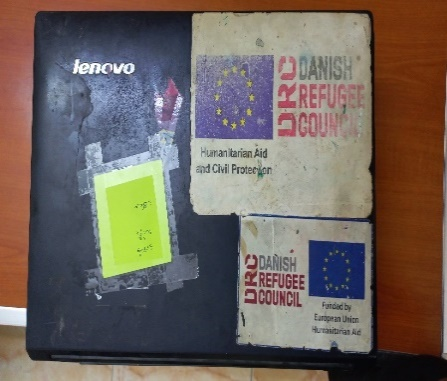 lenovo
DRC DANISH
REFUGEE
COUNCIL
Humanitarian Aid
and Civil Protection
DRC DANISH
REFUGEE
COUNCIL
Funded by
European Union
Humanitarian Aid